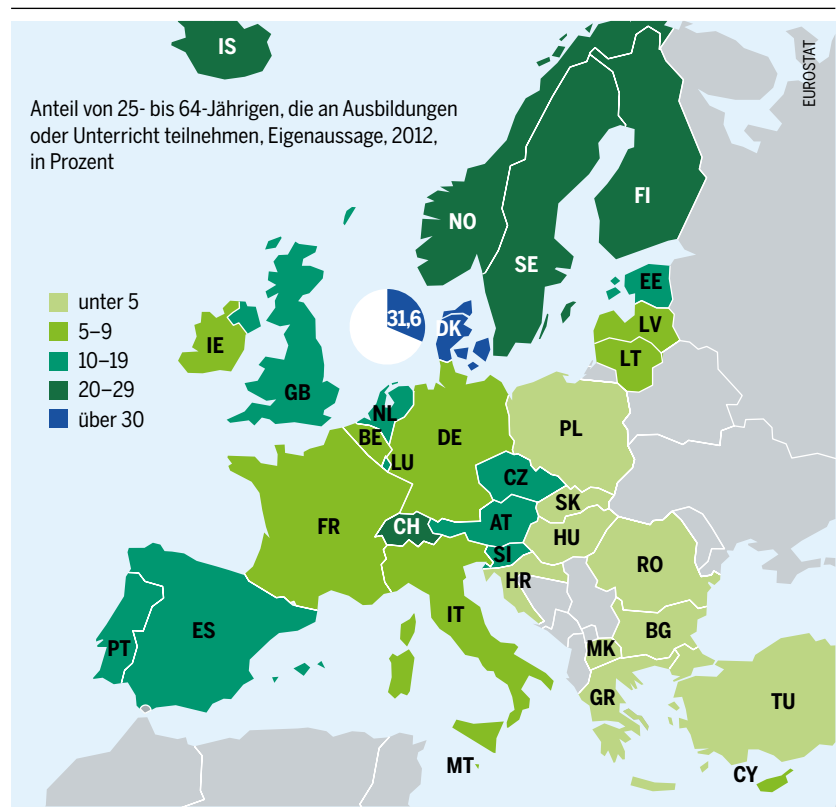 IS
EUROSTAT
Anteil von 25- bis 64-Jährigen, die an Ausbildungen
oder Unterricht teilnehmen, Eigenaussage, 2012,
in Prozent
NO
FI
SE
EE
unter 5
5–9
10–19
20–29
über 30
31,6
DK
LV
LT
IE
GB
NL
BE
DE
PL
LU
CZ
SK
FR
CH
AT
HU
SI
RO
HR
IT
BG
ES
PT
MK
GR
TU
MT
CY